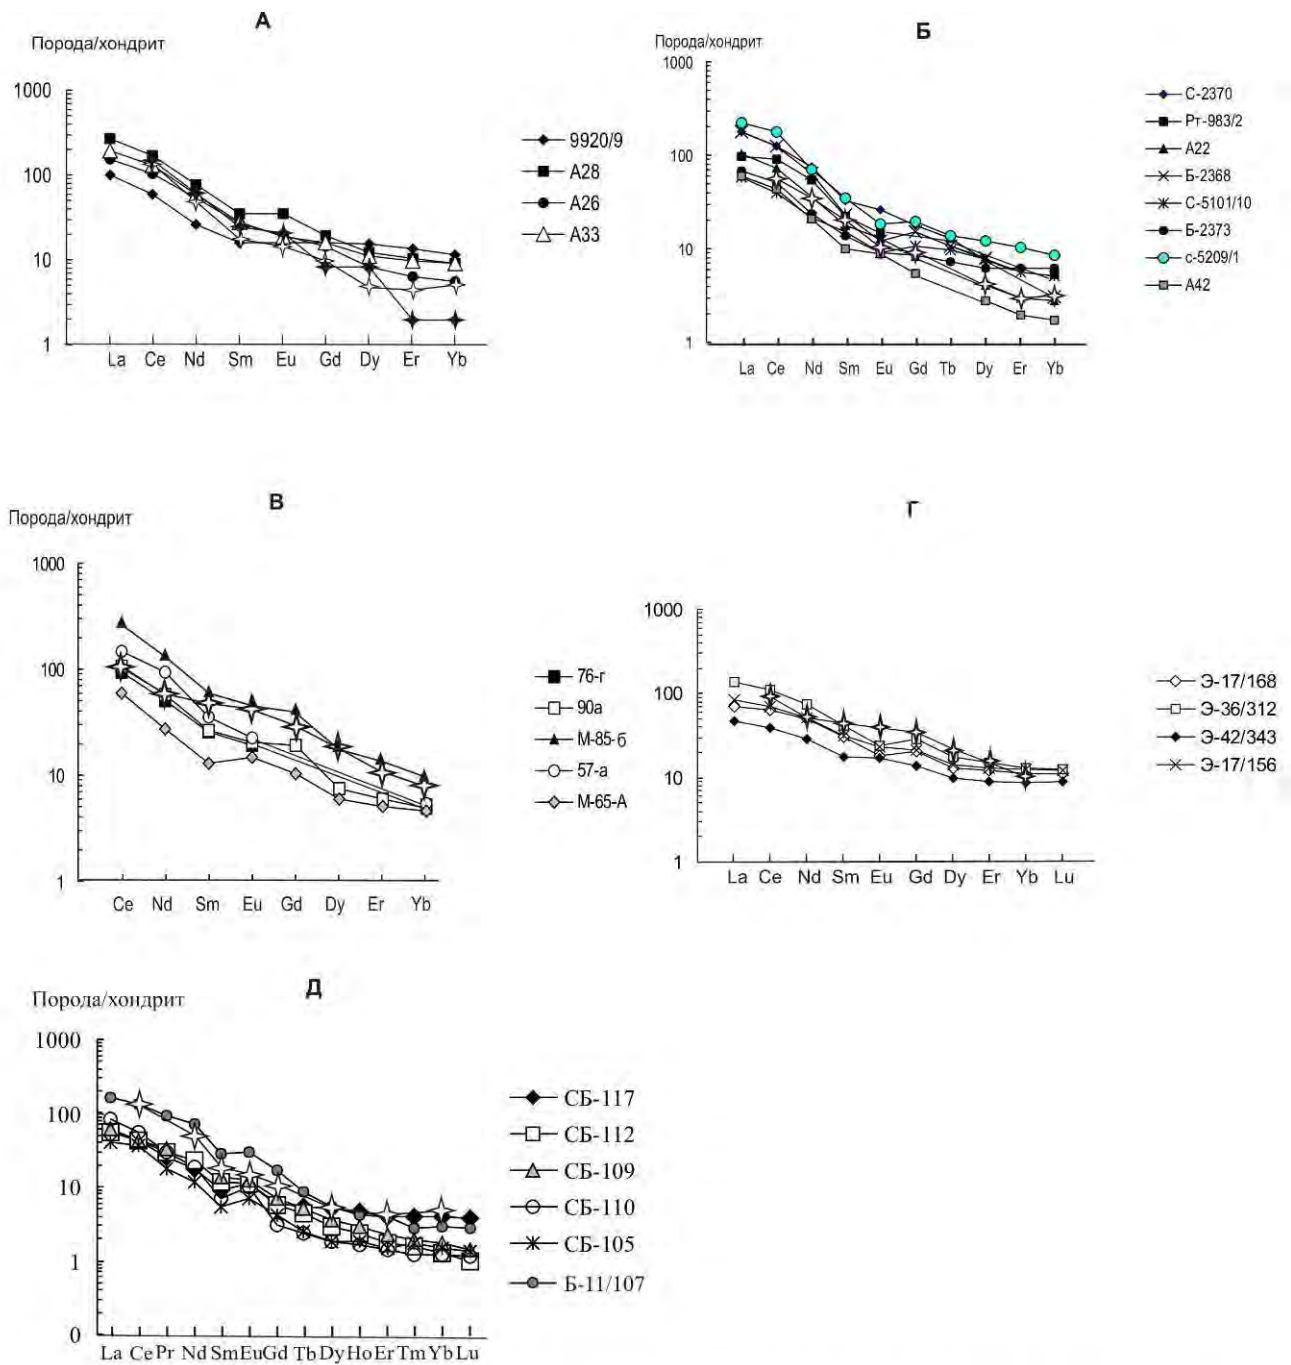 А
Порода/хондрит
1000
100
10
1
La Ce Nd Sm Eu Gd Dy Er Yb
9920/9
А28
А26
А33
Б
Порода/хондрит
1000
100
10
1
La Ce Nd Sm Eu Gd Tb Dy Er Yb
С-2370
Рт-983/2
А22
Б-2368
С-5101/10
Б-2373
с-5209/1
А42
В
Порода/хондрит
1000
100
10
1
Ce Nd Sm Eu Gd Dy Er Yb
76-г
90а
М-85-б
57-а
М-65-А
Г
1000
100
10
1
La Ce Nd Sm Eu Gd Dy Er Yb Lu
Э-17/168
Э-36/312
Э-42/343
Э-17/156
Д
Порода/хондрит
1000
100
10
1
0
La Ce Pr Nd Sm Eu Gd Tb Dy Ho Er Tm Yb Lu
СБ-117
СБ-112
СБ-109
СБ-110
СБ-105
Б-11/107